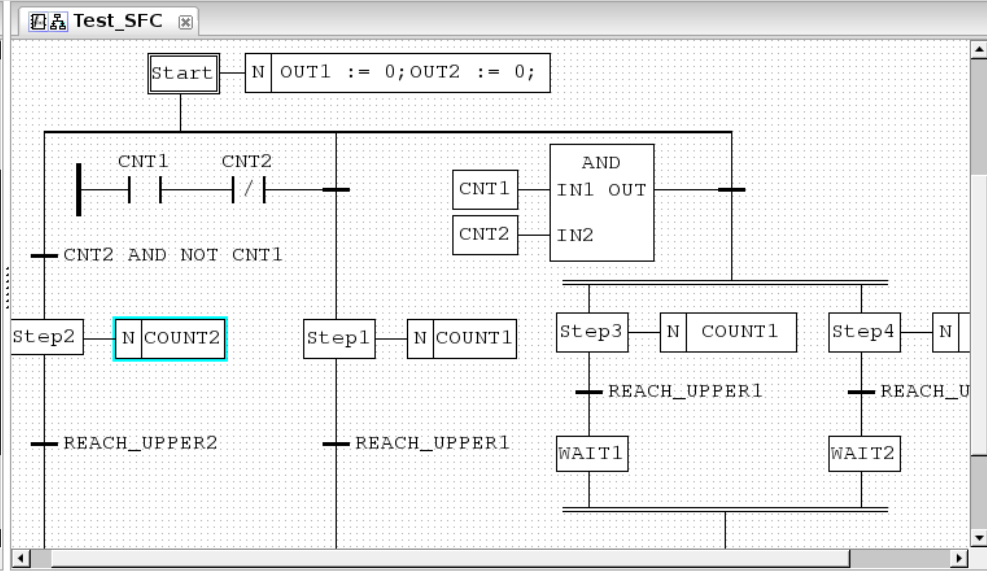 Test_SFC
Start N OUT1 := 0;OUT2 := 0;
CNT1 CNT2
AND
CNT1 IN1 OUT
CNT2 IN2
CNT2 AND NOT CNT1
Step2 N COUNT2 Step1 N COUNT1 Step3 N COUNT1 Step4 N
REACH_UPPER1 REACH_U
REACH_UPPER2 REACH_UPPER1
WAIT1 WAIT2